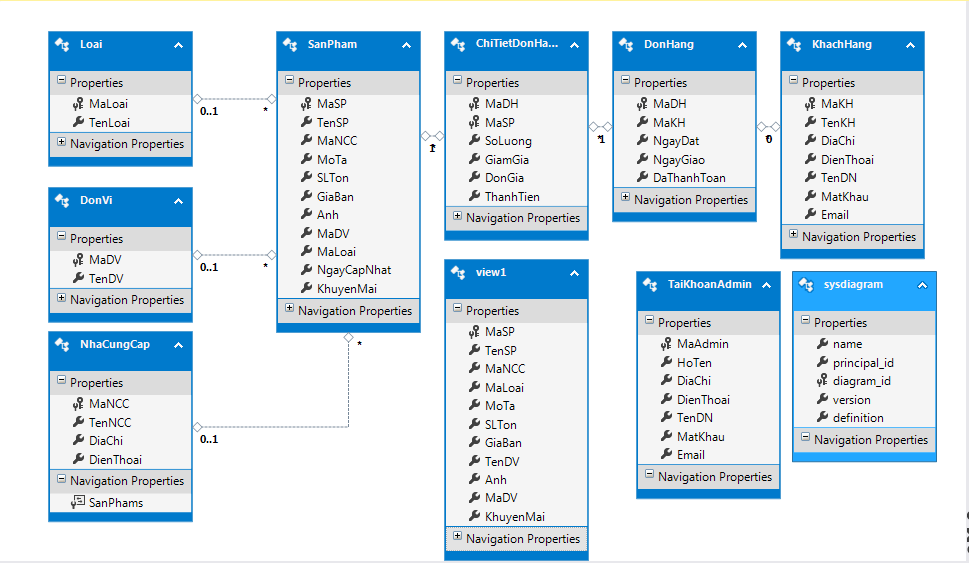 Loai
Properties
MaLoai
TenLoai
Navigation Properties
0..1
*
DonVi
Properties
MaDV
TenDV
Navigation Properties
0..1
*
NhaCungCap
Properties
MaNCC
TenNCC
DiaChi
DienThoai
Navigation Properties
SanPhams
0..1
*
SanPham
Properties
MaSP
TenSP
MaNCC
MoTa
SLTon
GiaBan
Anh
MaDV
MaLoai
NgayCapNhat
KhuyenMai
Navigation Properties
1
*
ChiTietDonHa...
Properties
MaDH
MaSP
SoLuong
GiamGia
DonGia
ThanhTien
Navigation Properties
*1
DonHang
Properties
MaDH
MaKH
NgayDat
NgayGiao
DaThanhToan
Navigation Properties
*
0
KhachHang
Properties
MaKH
TenKH
DiaChi
DienThoai
TenDN
MatKhau
Email
Navigation Properties
view1
Properties
MaSP
TenSP
MaNCC
MaLoai
MoTa
SLTon
GiaBan
TenDV
Anh
MaDV
KhuyenMai
Navigation Properties
TaiKhoanAdmin
Properties
MaAdmin
HoTen
DiaChi
DienThoai
TenDN
MatKhau
Email
Navigation Properties
sysdiagram
Properties
name
principal_id
diagram_id
version
definition
Navigation Properties